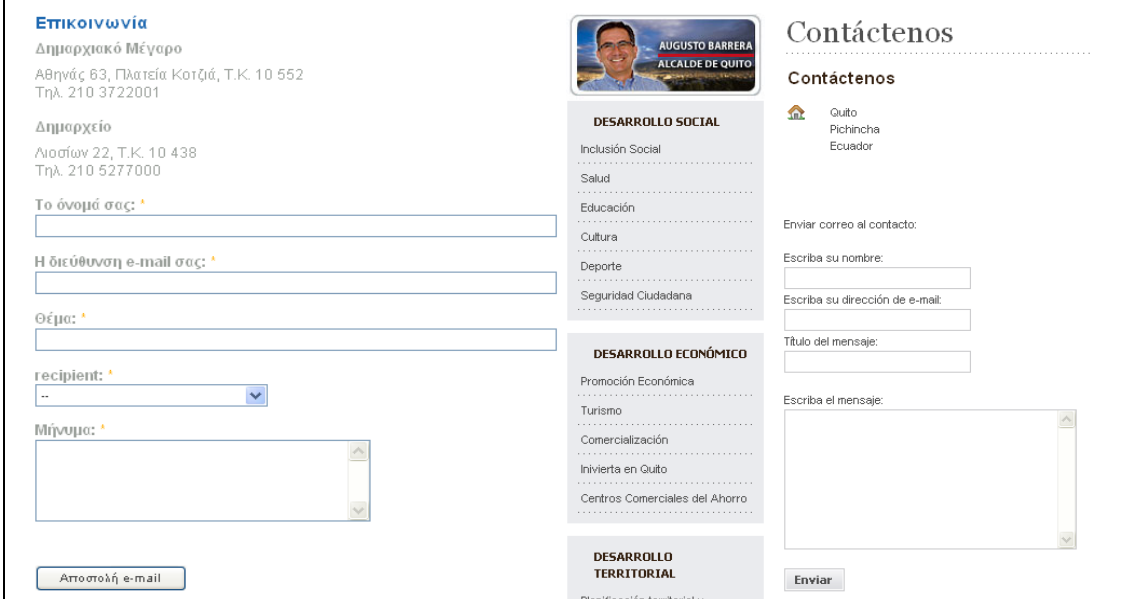 Επικοινωνία
Δημαρχιακό Μέγαρο
Αθηνάς 63, Πλατεία Κοτζιά, Τ.Κ. 10 552
Τηλ. 210 3722001
Δημαρχείο
Λιοσίων 22, Τ.Κ. 10 438
Τηλ. 210 5277000
Το όνομά σας: *
Η διεύθυνση e-mail σας: *
Θέμα: *
recipient: *
--
Μήνυμα: *
Αποστολή e-mail
AUGUSTO BARRERA
ALCALDE DE QUITO
DESARROLLO SOCIAL
Inclusión Social
Salud
Educación
Cultura
Deporte
Seguridad Ciudadana
DESARROLLO ECONÓMICO
Promoción Económica
Turismo
Comercialización
Inivierta en Quito
Centros Comerciales del Ahorro
DESARROLLO
TERRITORIAL
Contáctenos
Contáctenos
Quito
Pichincha
Ecuador
Enviar correo al contacto:
Escriba su nombre:
Escriba su dirección de e-mail:
Título del mensaje:
Escriba el mensaje:
Enviar